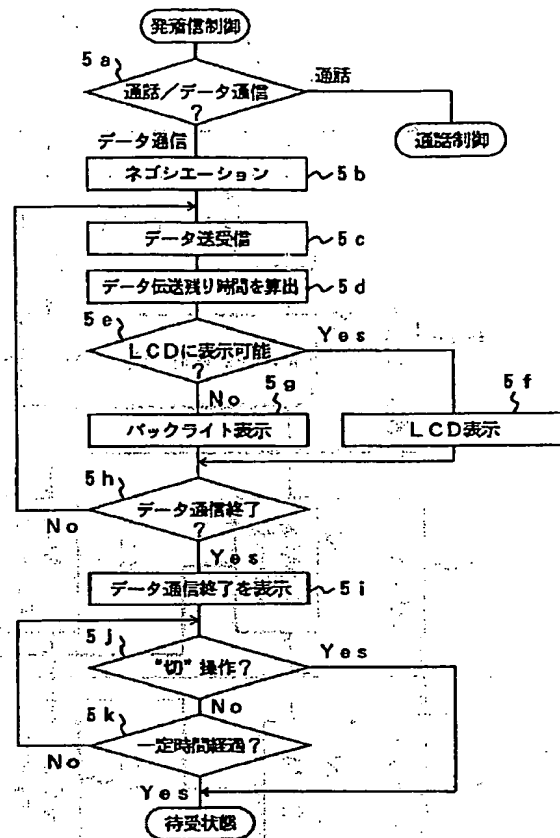 発着信制御
5a
通話/データ通信
?
通話
通話制御
データ通信
ネゴシエーション
5b
データ送受信
5c
データ伝送残り時間を算出
5d
5e
LCDに表示可能
?
Yes
No
5g
5f
バックライト表示
LCD表示
5h
データ通信終了
?
No
Yes
データ通信終了を表示
5i
5j
"切"操作?
Yes
No
5k
一定時間経過?
No
Yes
待受状態